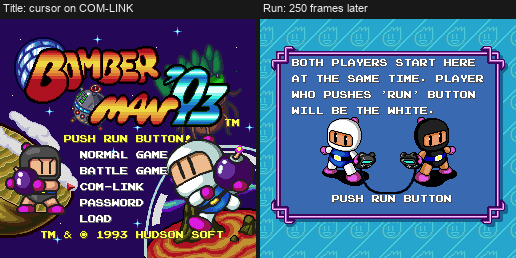 Title: cursor on COM-LINK
BOMBER
MAN '93
TM
PUSH RUN BUTTON!
NORMAL GAME
BATTLE GAME
COM-LINK
PASSWORD
LOAD
TM & © 1993 HUDSON SOFT
Run: 250 frames later
BOTH PLAYERS START HERE
AT THE SAME TIME. PLAYER
WHO PUSHES 'RUN' BUTTON
WILL BE THE WHITE.
PUSH RUN BUTTON